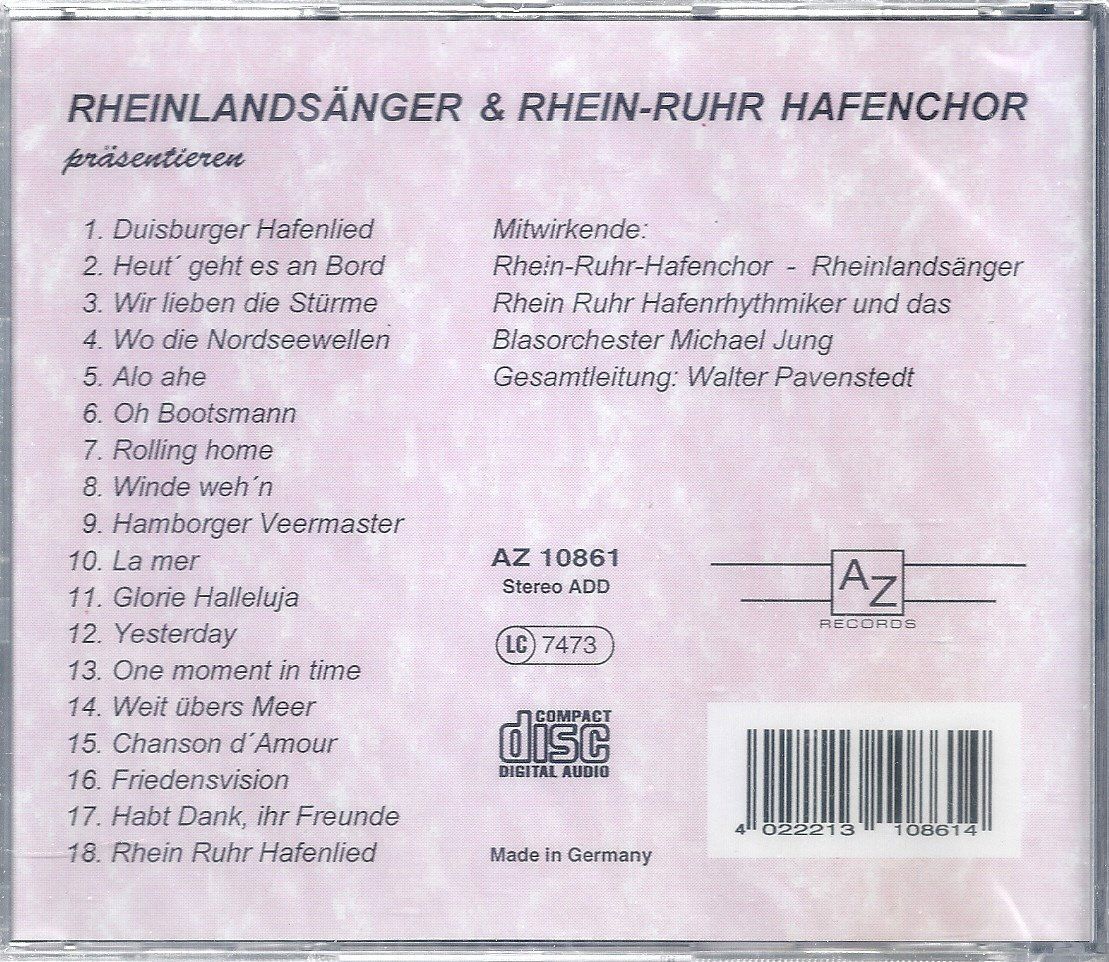 RHEINLANDSÄNGER & RHEIN-RUHR HAFENCHOR
präsentieren
1. Duisburger Hafenlied
2. Heut´ geht es an Bord
3. Wir lieben die Stürme
4. Wo die Nordseewellen
5. Alo ahe
6. Oh Bootsmann
7. Rolling home
8. Winde weh´n
9. Hamborger Veermaster
10. La mer
11. Glorie Halleluja
12. Yesterday
13. One moment in time
14. Weit übers Meer
15. Chanson d´Amour
16. Friedensvision
17. Habt Dank, ihr Freunde
18. Rhein Ruhr Hafenlied
Mitwirkende:
Rhein-Ruhr-Hafenchor - Rheinlandsänger
Rhein Ruhr Hafenrhythmiker und das
Blasorchester Michael Jung
Gesamtleitung: Walter Pavenstedt
AZ 10861
Stereo ADD
LC 7473
COMPACT
disc
DIGITAL AUDIO
Made in Germany
AZ
RECORDS
4 022213 108614